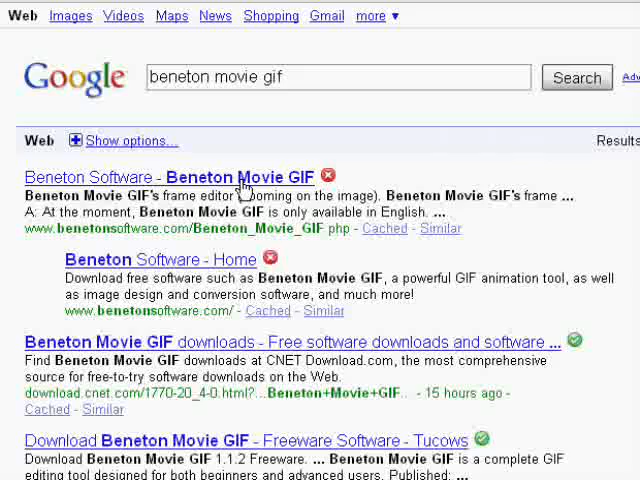 Web Images Videos Maps News Shopping Gmail more ▼
Google beneton movie gif Search Adv
Web Show options... Results
Beneton Software - Beneton Movie GIF
Beneton Movie GIF's frame editor on the image). Beneton Movie GIF's frame ...
A: At the moment, Beneton Movie GIF is only available in English. ...
www.benetonsoftware.com/Beneton_Movie_GIF php - Cached - Similar
Beneton Software - Home
Download free software such as Beneton Movie GIF, a powerful GIF animation tool, as well
as image design and conversion software, and much more!
www.benetonsoftware.com/ - Cached - Similar
Beneton Movie GIF downloads - Free software downloads and software ...
Find Beneton Movie GIF downloads at CNET Download.com, the most comprehensive
source for free-to-try software downloads on the Web.
download.cnet.com/1770-20_4-0.html?...Beneton+Movie+GIF.. - 15 hours ago -
Cached - Similar
Download Beneton Movie GIF - Freeware Software - Tucows
Download Beneton Movie GIF 1.1.2 Freeware. ... Beneton Movie GIF is a complete GIF
editing tool designed for both beginners and advanced users. Published: ...